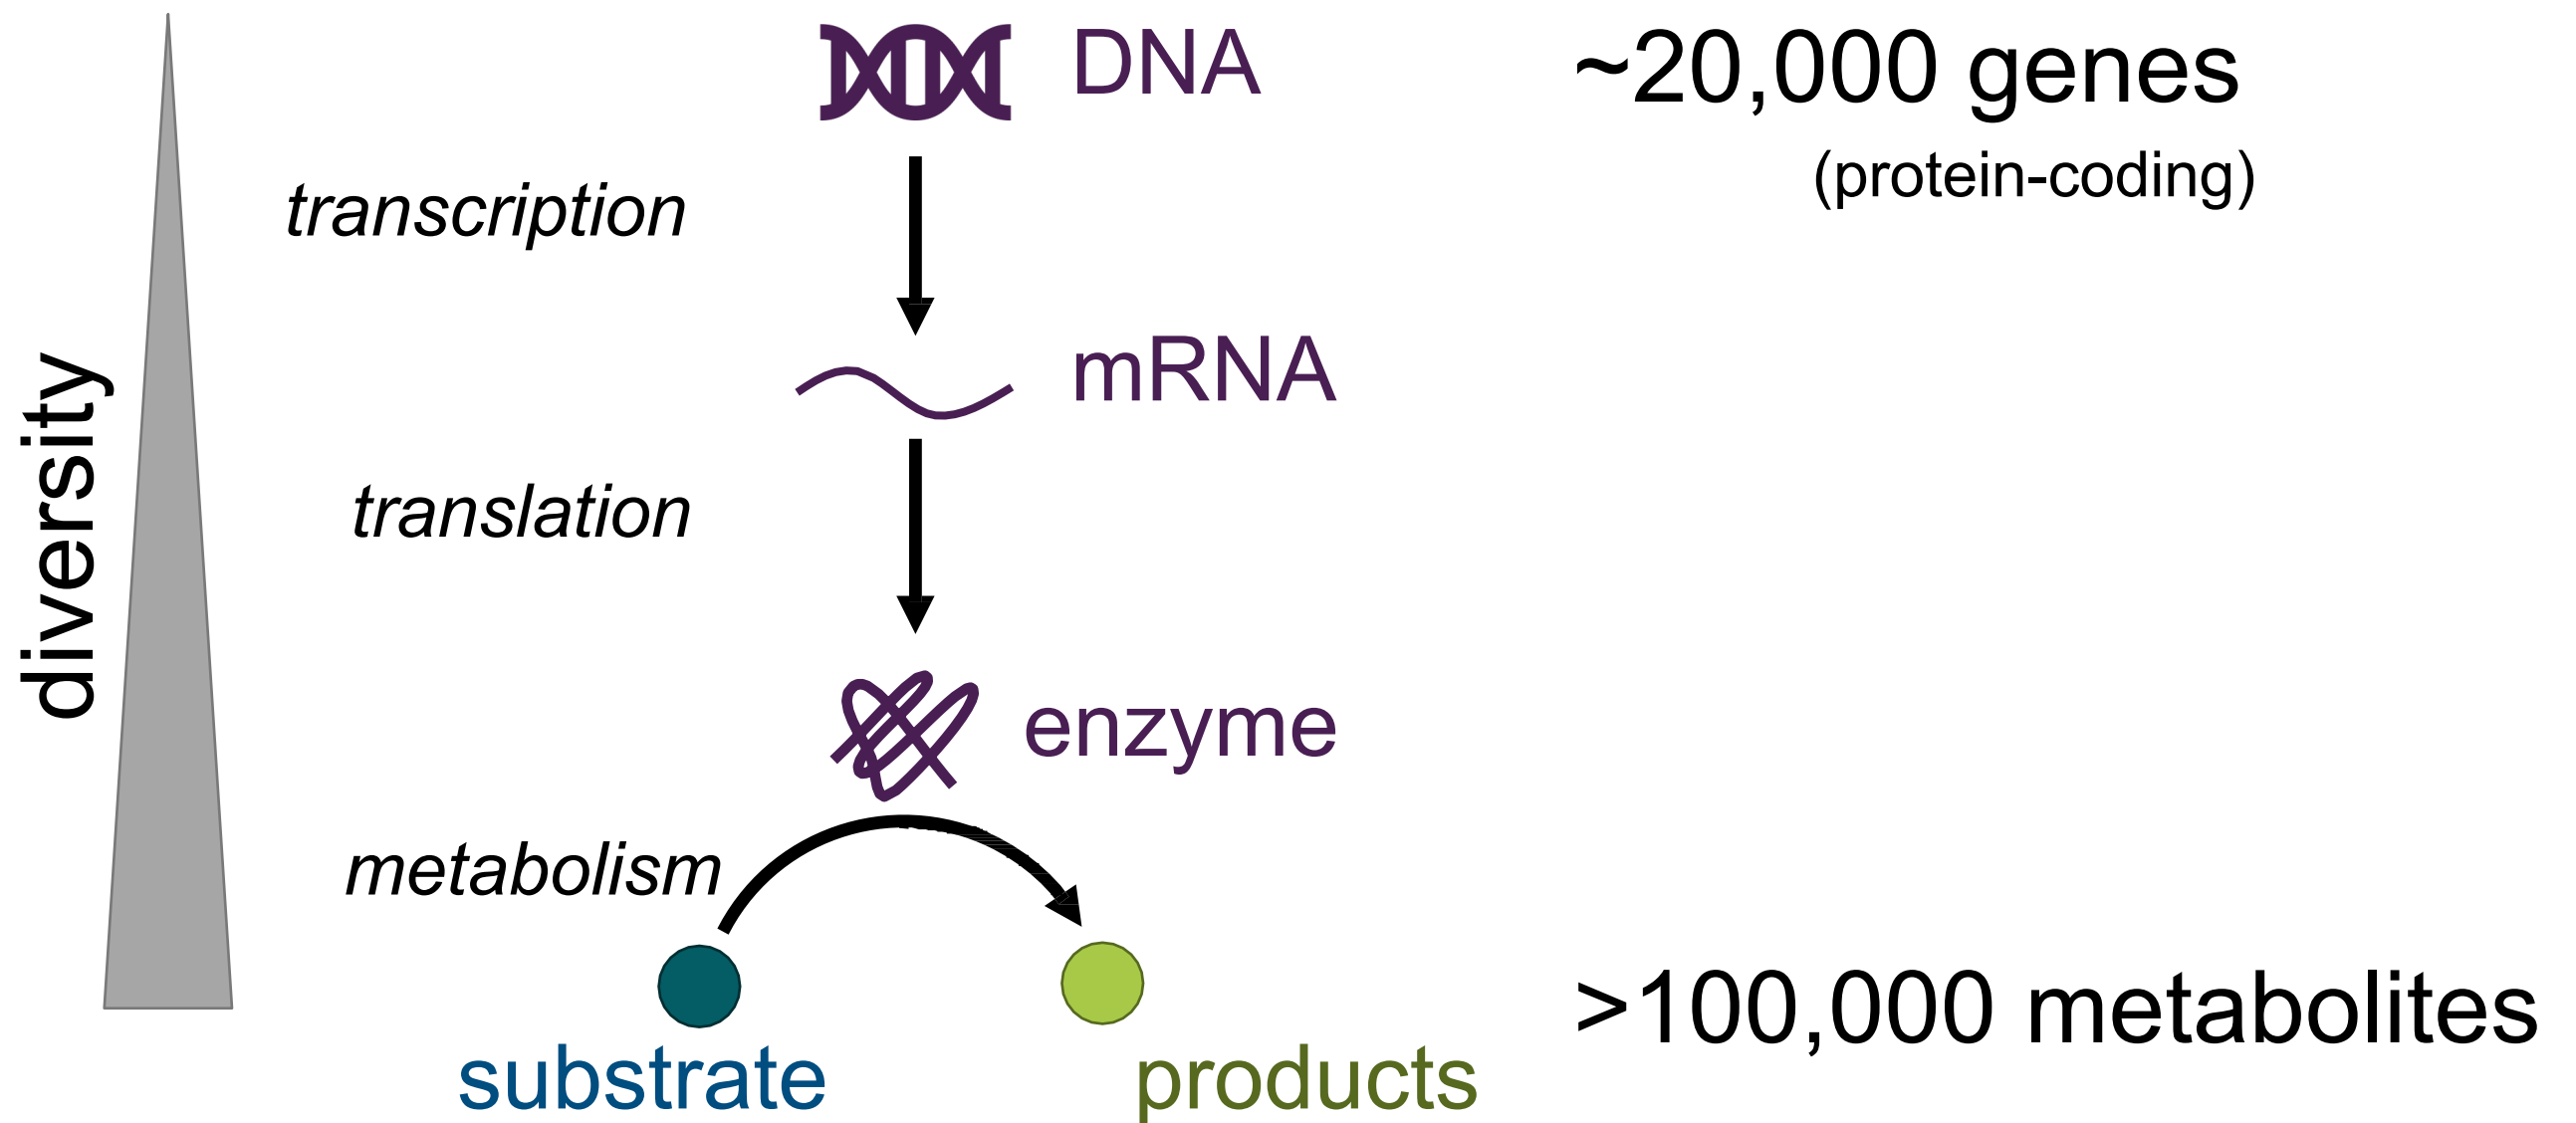 DNA
~20,000 genes
(protein-coding)
transcription
mRNA
diversity
translation
enzyme
metabolism
>100,000 metabolites
substrate
products